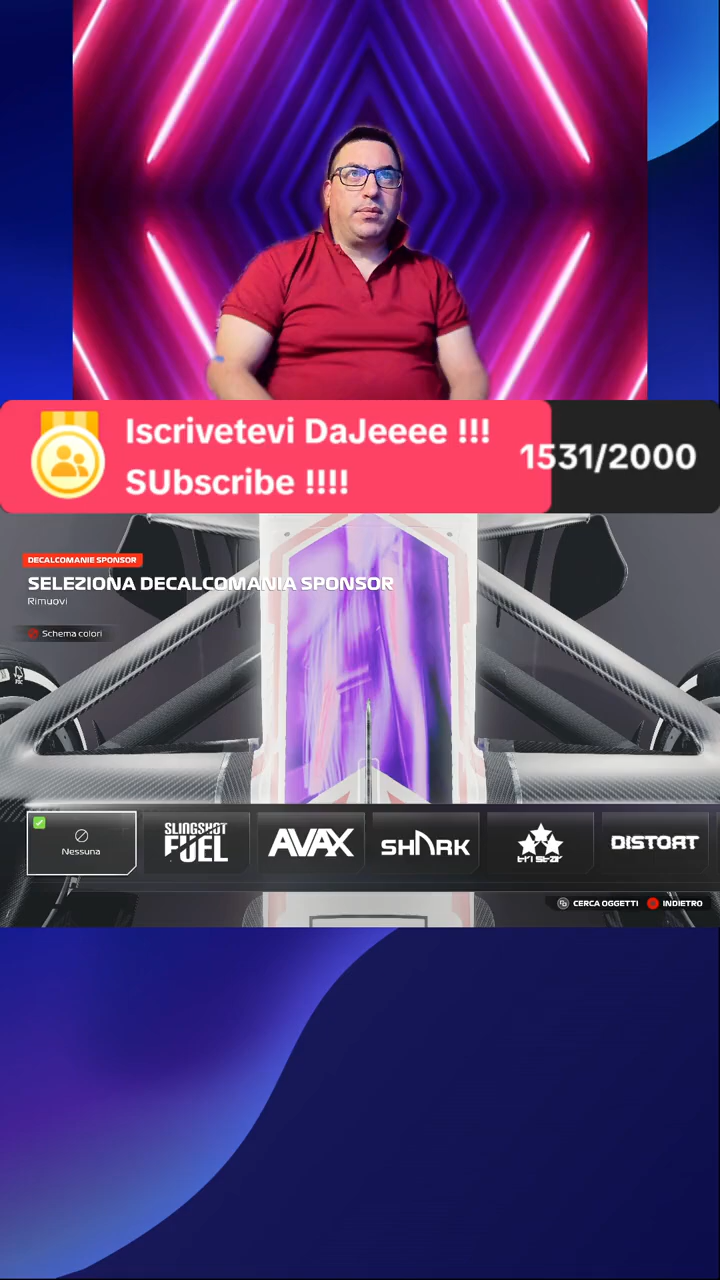 Iscrivetevi DaJeeee !!!
SUbscribe !!!!
1531/2000
DECALCOMANIE SPONSOR
SELEZIONA DECALCOMANIA SPONSOR
Rimuovi
Schema colori
Nessuna
SLINGSHOT
FUEL
AVAX
SHARK
DISTORT
CERCA OGGETTI
INDIETRO